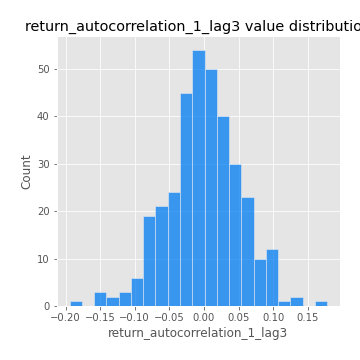 return_autocorrelation_1_lag3 value distributio
50
40
30
20
10
0
Count
−0.20 −0.15 −0.10 −0.05 0.00 0.05 0.10 0.15
return_autocorrelation_1_lag3